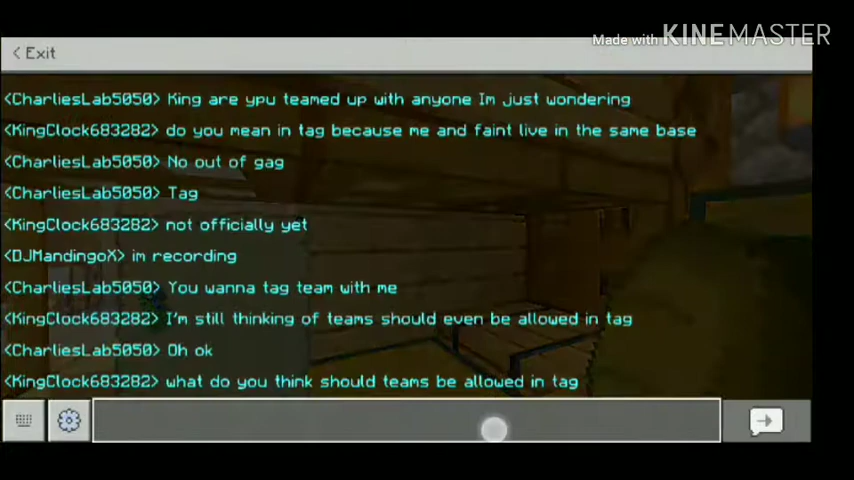 Made with KINEMASTER
< Exit
<CharliesLab5050> King are ypu teamed up with anyone Im just wondering
<KingClock683282> do you mean in tag because me and faint live in the same base
<CharliesLab5050> No out of gag
<CharliesLab5050> Tag
<KingClock683282> not officially yet
<DJMandingoX> im recording
<CharliesLab5050> You wanna tag team with me
<KingClock683282> I'm still thinking of teams should even be allowed in tag
<CharliesLab5050> Oh ok
<KingClock683282> what do you think should teams be allowed in tag